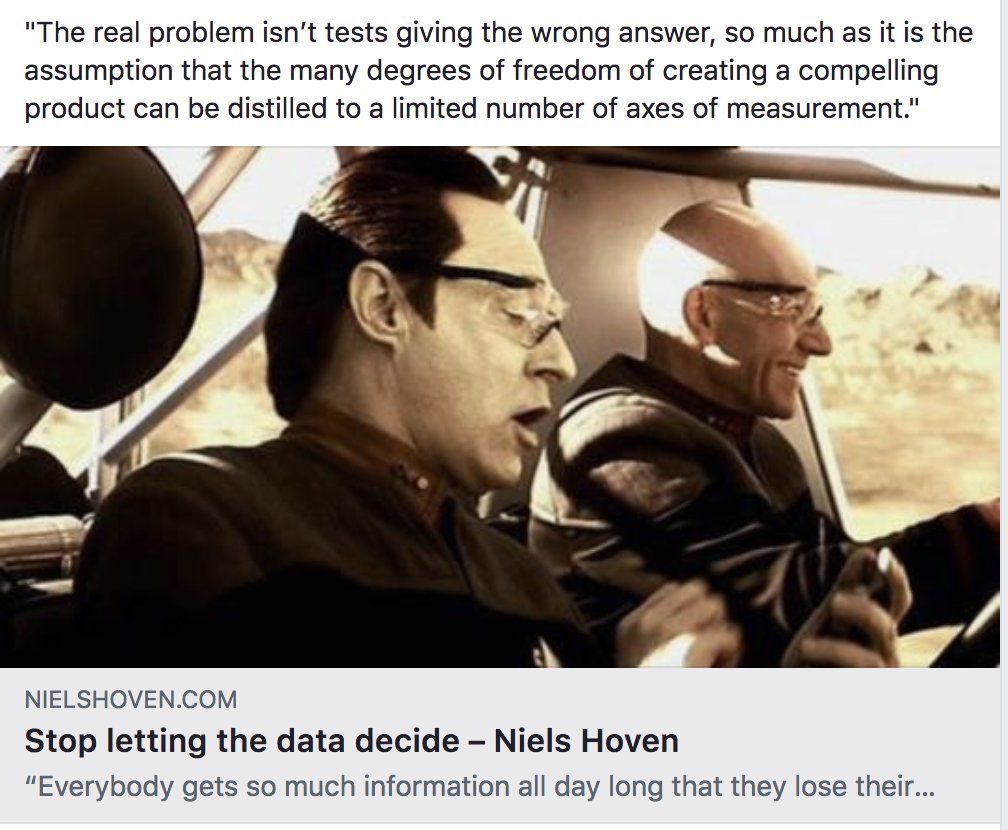 "The real problem isn’t tests giving the wrong answer, so much as it is the
assumption that the many degrees of freedom of creating a compelling
product can be distilled to a limited number of axes of measurement."
NIELSHOVEN.COM
Stop letting the data decide – Niels Hoven
“Everybody gets so much information all day long that they lose their...